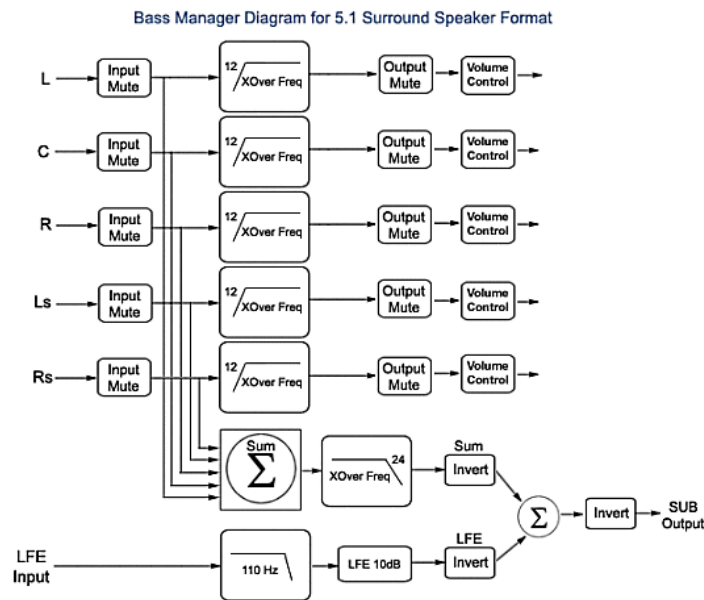 Bass Manager Diagram for 5.1 Surround Speaker Format
L
Input
Mute
12
XOver Freq
Output
Mute
Volume
Control
C
Input
Mute
12
XOver Freq
Output
Mute
Volume
Control
R
Input
Mute
12
XOver Freq
Output
Mute
Volume
Control
Ls
Input
Mute
12
XOver Freq
Output
Mute
Volume
Control
Rs
Input
Mute
12
XOver Freq
Output
Mute
Volume
Control
Sum
Σ
24
XOver Freq
Sum
Invert
Σ
Invert
SUB
Output
LFE
Input
110 Hz
LFE 10dB
LFE
Invert